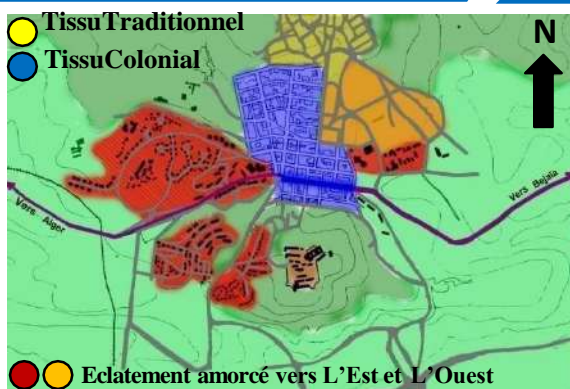 TissuTraditionnel
TissuColonial
N
Vers Alger
Vers Bejaia
Eclatement amorcé vers L'Est et L'Ouest